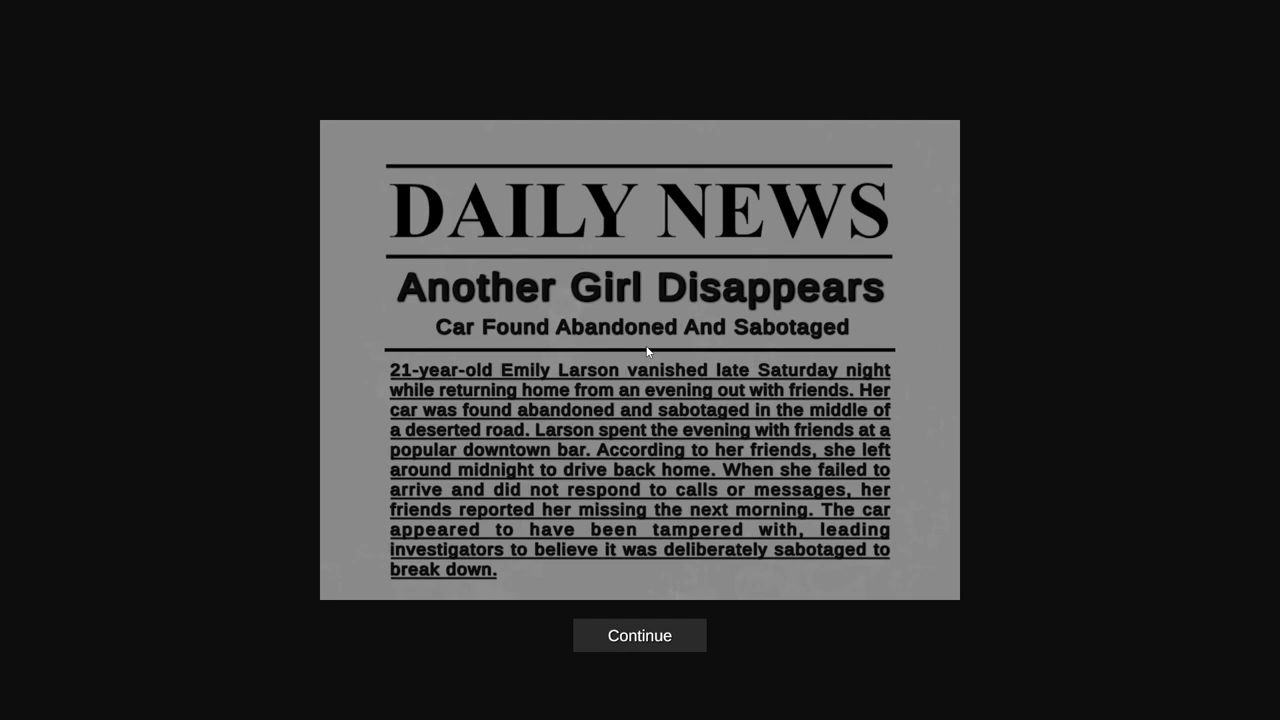 DAILY NEWS
Another Girl Disappears
Car Found Abandoned And Sabotaged
21-year-old Emily Larson vanished late Saturday night
while returning home from an evening out with friends. Her
car was found abandoned and sabotaged in the middle of
a deserted road. Larson spent the evening with friends at a
popular downtown bar. According to her friends, she left
around midnight to drive back home. When she failed to
arrive and did not respond to calls or messages, her
friends reported her missing the next morning. The car
appeared to have been tampered with, leading
investigators to believe it was deliberately sabotaged to
break down.
Continue